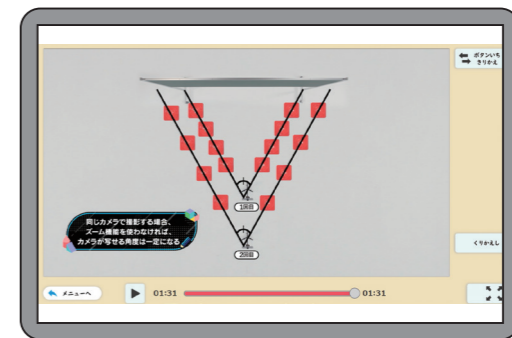 ボタンいち
きりかえ
1回目
同じカメラで撮影する場合、
ズーム機能を使わなければ、
カメラが写せる角度は一定になる
2回目
くりかえし
メニューへ
01:31
01:31